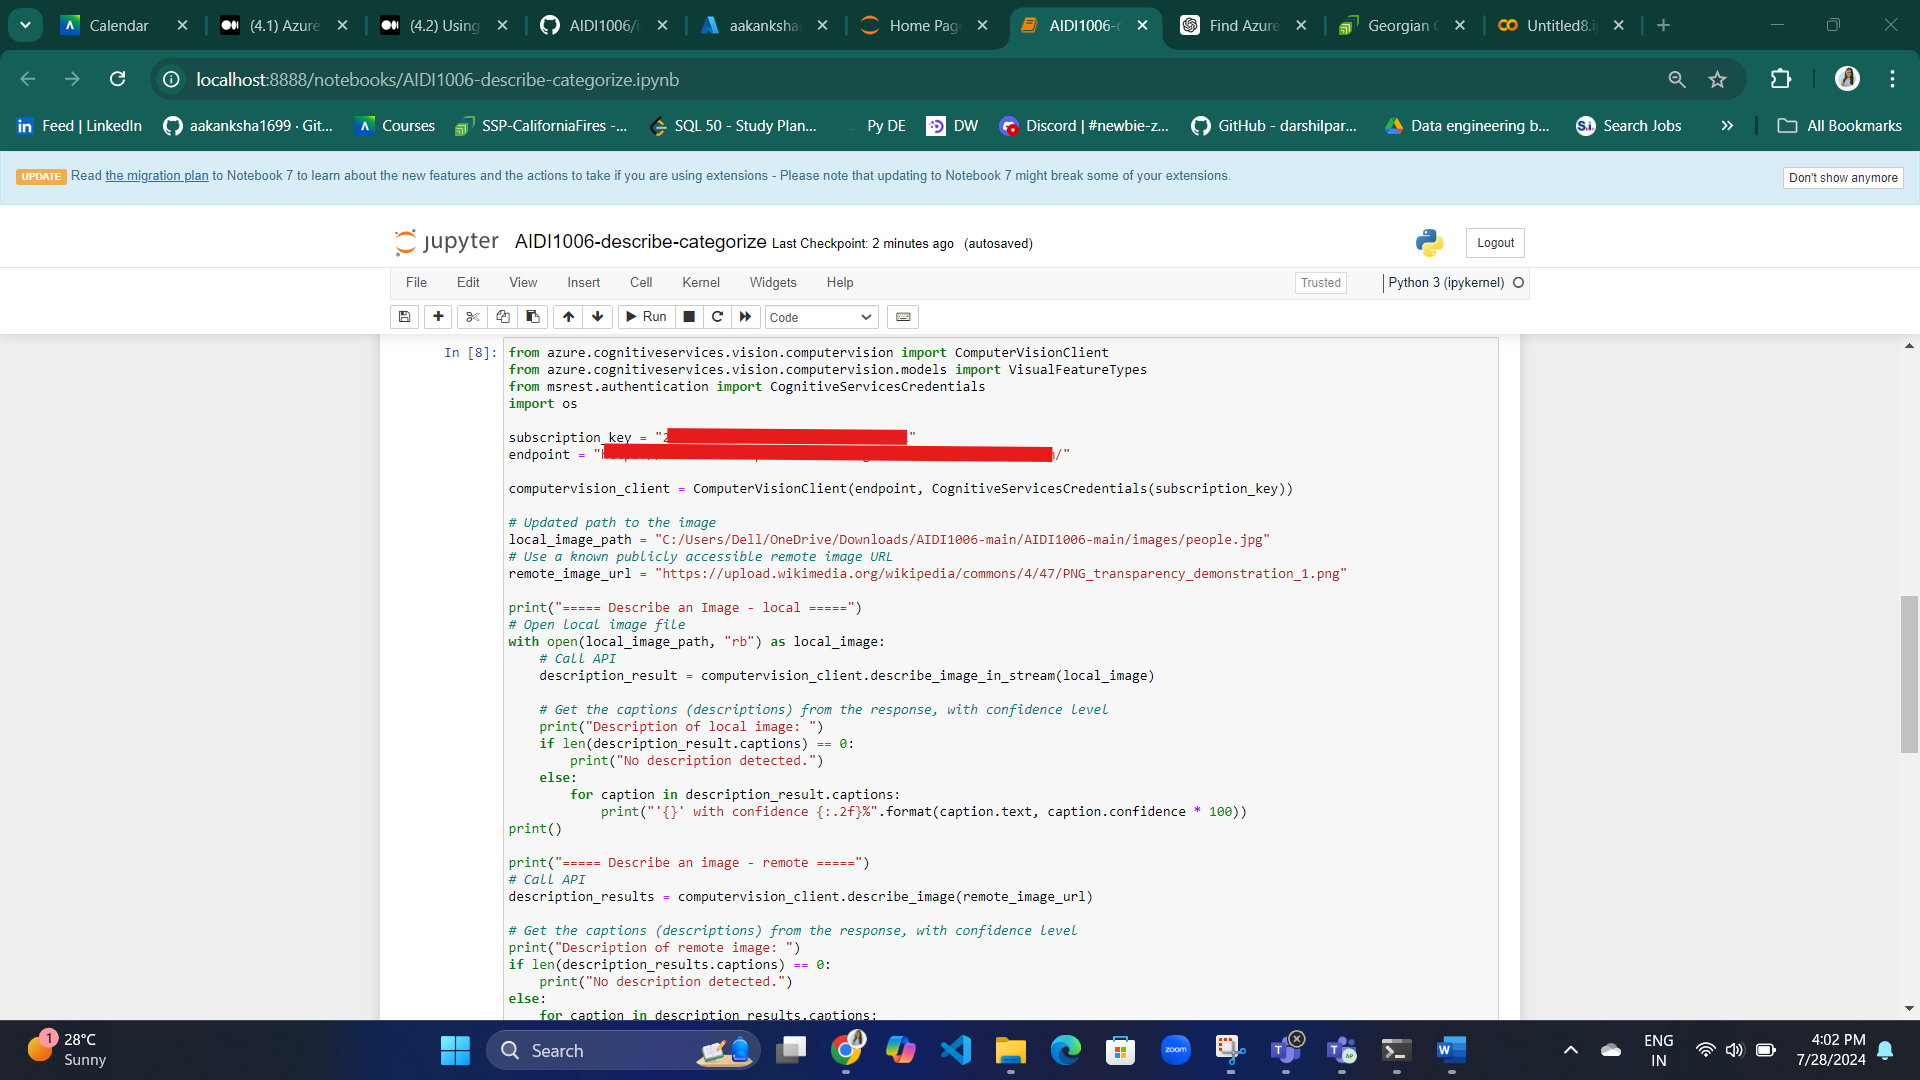 Calendar
(4.1) Azure
(4.2) Using
AIDI1006/i
aakanksha
Home Page
AIDI1006-
Find Azure
Georgian
Untitled8.
localhost:8888/notebooks/AIDI1006-describe-categorize.ipynb
Feed | LinkedIn
aakanksha1699 · Git...
Courses
SSP-CaliforniaFires -...
SQL 50 - Study Plan...
Py DE
DW
Discord | #newbie-z...
GitHub - darshilpar...
Data engineering b...
S.i.
Search Jobs
All Bookmarks
UPDATE Read the migration plan to Notebook 7 to learn about the new features and the actions to take if you are using extensions - Please note that updating to Notebook 7 might break some of your extensions.
Don't show anymore
jupyter AIDI1006-describe-categorize Last Checkpoint: 2 minutes ago (autosaved)
Logout
File Edit View Insert Cell Kernel Widgets Help
Trusted
Python 3 (ipykernel)
Run
Code
In [8]:
from azure.cognitiveservices.vision.computervision import ComputerVisionClient
from azure.cognitiveservices.vision.computervision.models import VisualFeatureTypes
from msrest.authentication import CognitiveServicesCredentials
import os
subscription_key = "2 "
endpoint = " /"
computervision_client = ComputerVisionClient(endpoint, CognitiveServicesCredentials(subscription_key))
# Updated path to the image
local_image_path = "C:/Users/Dell/OneDrive/Downloads/AIDI1006-main/AIDI1006-main/images/people.jpg"
# Use a known publicly accessible remote image URL
remote_image_url = "https://upload.wikimedia.org/wikipedia/commons/4/47/PNG_transparency_demonstration_1.png"
print("===== Describe an Image - local =====")
# Open local image file
with open(local_image_path, "rb") as local_image:
    # Call API
    description_result = computervision_client.describe_image_in_stream(local_image)
    # Get the captions (descriptions) from the response, with confidence level
    print("Description of local image: ")
    if len(description_result.captions) == 0:
        print("No description detected.")
    else:
        for caption in description_result.captions:
            print("'{}' with confidence {:.2f}%".format(caption.text, caption.confidence * 100))
print()
print("===== Describe an image - remote =====")
# Call API
description_results = computervision_client.describe_image(remote_image_url)
# Get the captions (descriptions) from the response, with confidence level
print("Description of remote image: ")
if len(description_results.captions) == 0:
    print("No description detected.")
else:
    for caption in description_results.captions:
1
28°C
Sunny
Search
zoom
AP
ENG
IN
4:02 PM
7/28/2024